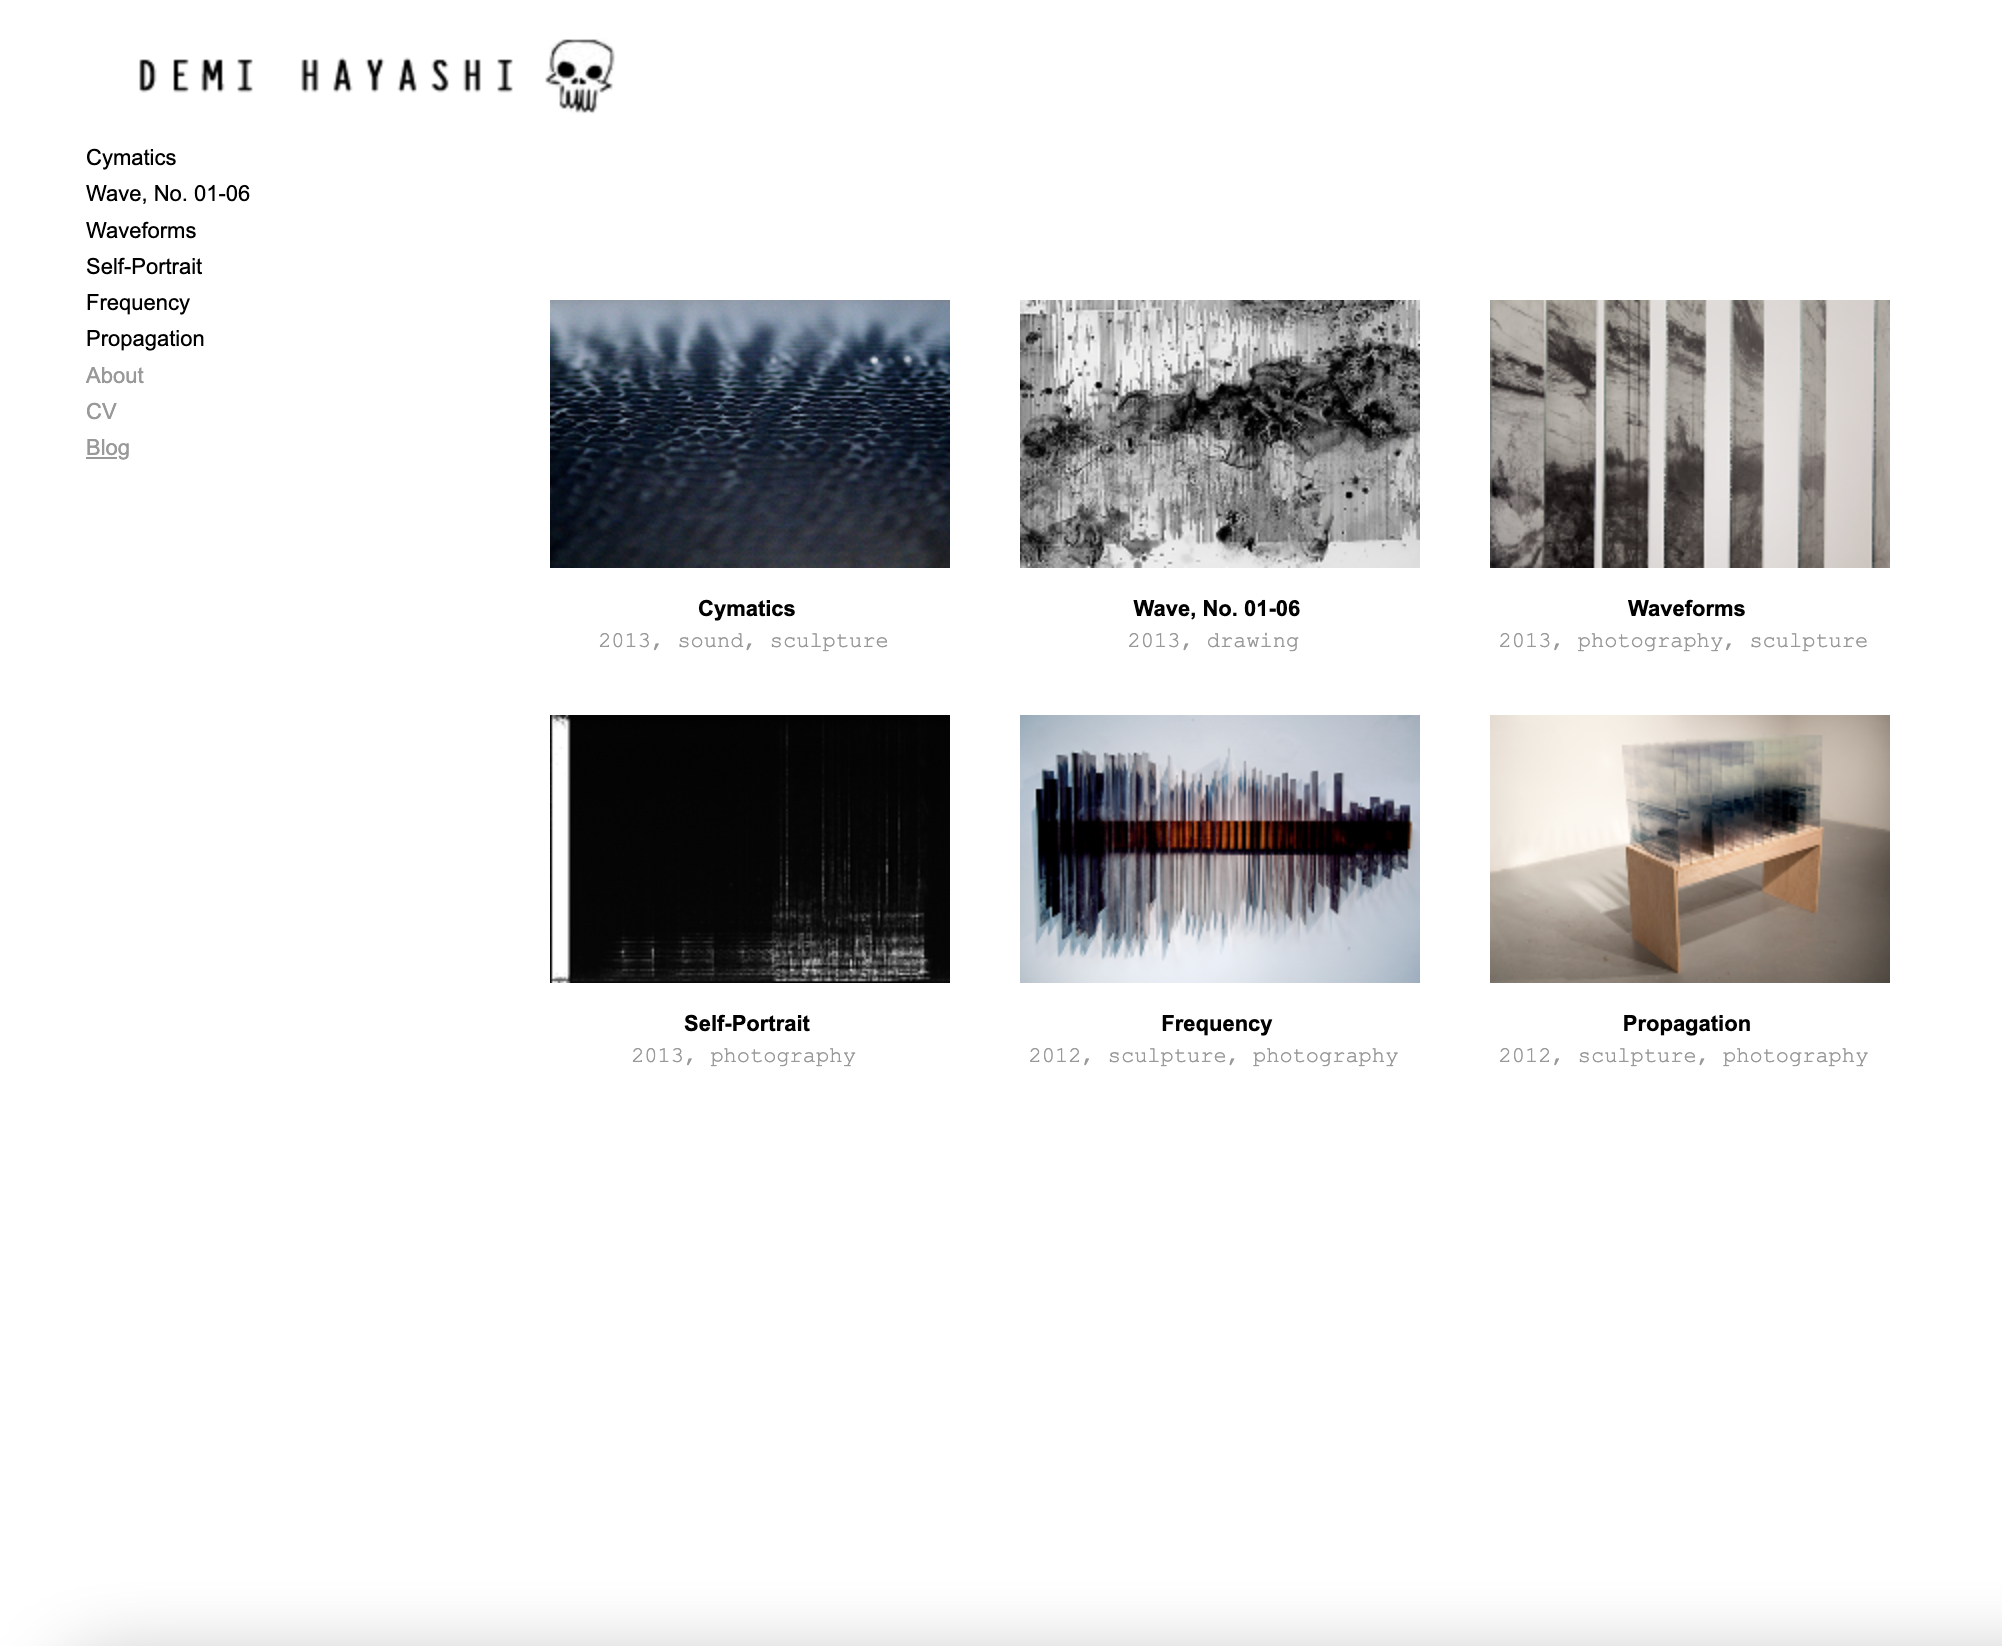 DEMI HAYASHI
Cymatics
Wave, No. 01-06
Waveforms
Self-Portrait
Frequency
Propagation
About
CV
Blog
Cymatics
2013, sound, sculpture
Wave, No. 01-06
2013, drawing
Waveforms
2013, photography, sculpture
Self-Portrait
2013, photography
Frequency
2012, sculpture, photography
Propagation
2012, sculpture, photography